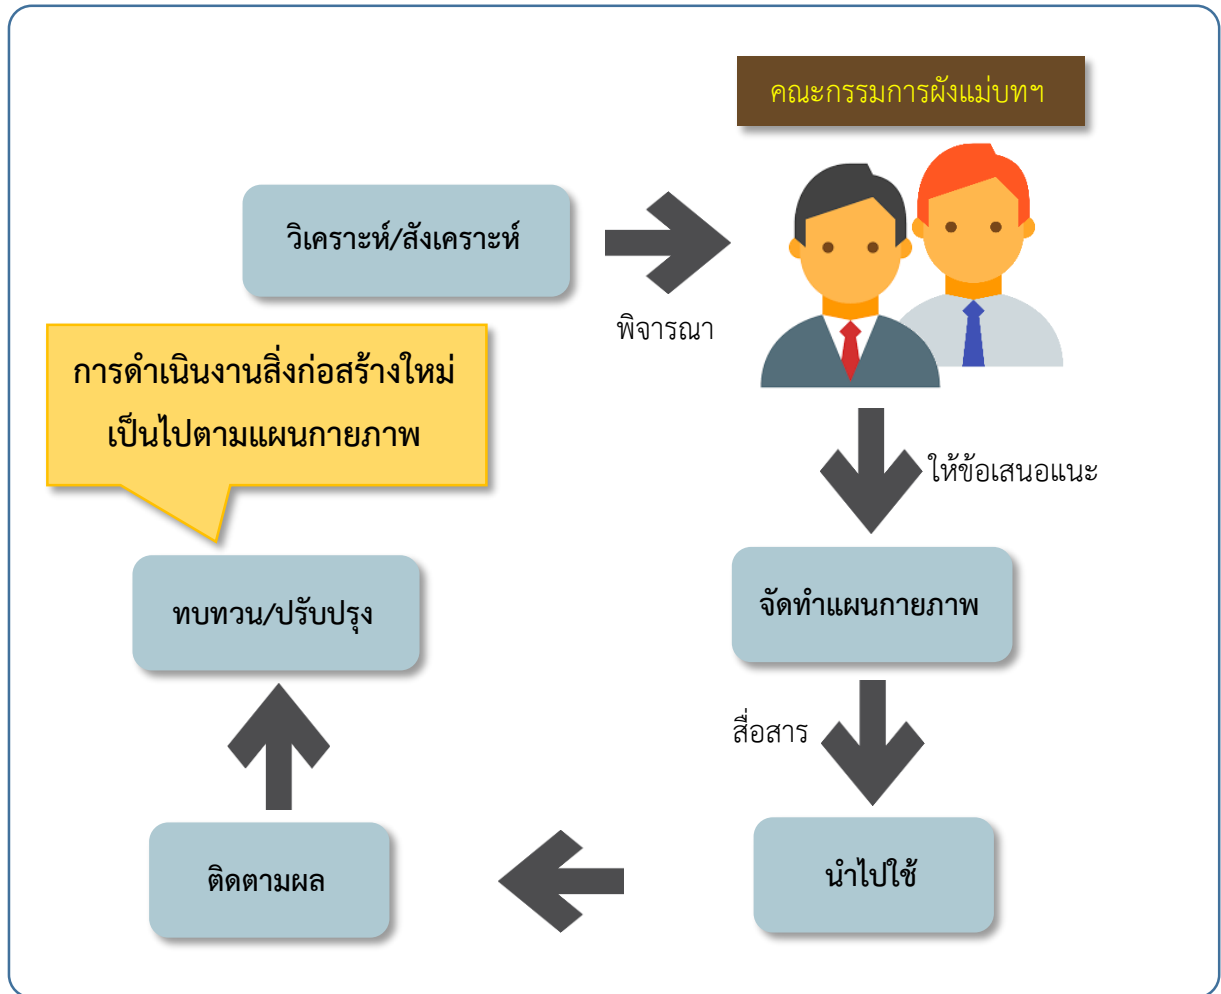 คณะกรรมการผังแม่บทฯ
วิเคราะห์/สังเคราะห์
พิจารณา
การดำเนินงานสิ่งก่อสร้างใหม่
เป็นไปตามแผนกายภาพ
ให้ข้อเสนอแนะ
ทบทวน/ปรับปรุง
จัดทำแผนกายภาพ
สื่อสาร
ติดตามผล
นำไปใช้